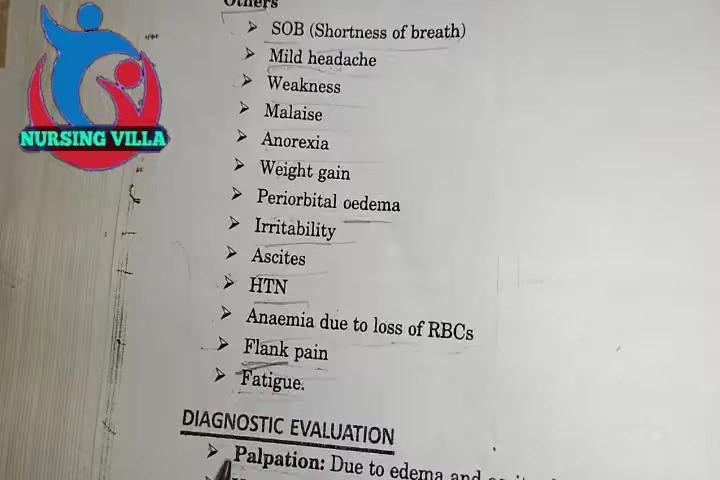 Others
➢ SOB (Shortness of breath)
➢ Mild headache
➢ Weakness
➢ Malaise
➢ Anorexia
➢ Weight gain
➢ Periorbital oedema
➢ Irritability
➢ Ascites
➢ HTN
➢ Anaemia due to loss of RBCs
➢ Flank pain
➢ Fatigue.
DIAGNOSTIC EVALUATION
➢ Palpation: Due to edema and
NURSING VILLA